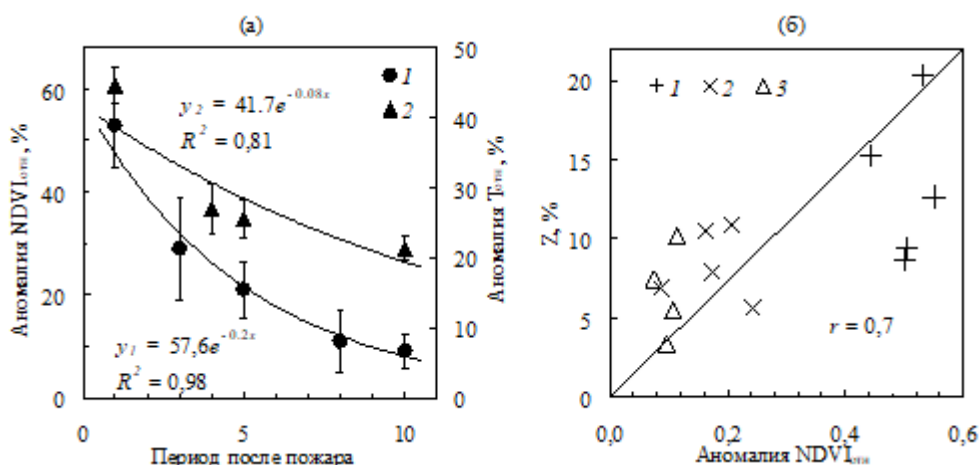 (а)
Аномалия NDVIотн, %
60
40
20
0
50
40
30
20
10
0
Аномалия Tотн, %
1
2
y2 = 41.7e-0.08x
R2 = 0,81
y1 = 57,6e-0.2x
R2 = 0,98
0
5
10
Период после пожара
(б)
Z, %
20
15
10
5
0
1 2 3
r = 0,7
0,0
0,2
0,4
0,6
Аномалия NDVIотн